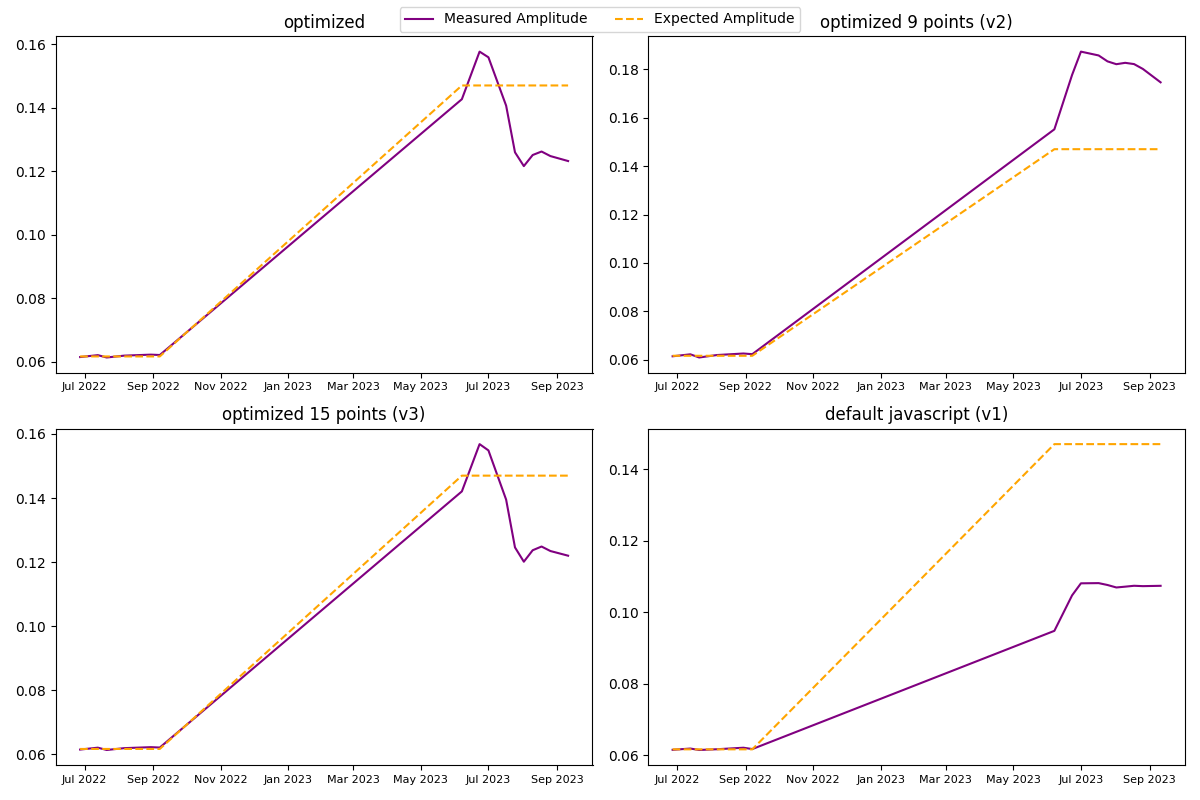 Measured Amplitude Expected Amplitude
optimized
0.16
0.14
0.12
0.10
0.08
0.06
Jul 2022 Sep 2022 Nov 2022 Jan 2023 Mar 2023 May 2023 Jul 2023 Sep 2023
optimized 9 points (v2)
0.18
0.16
0.14
0.12
0.10
0.08
0.06
Jul 2022 Sep 2022 Nov 2022 Jan 2023 Mar 2023 May 2023 Jul 2023 Sep 2023
optimized 15 points (v3)
0.16
0.14
0.12
0.10
0.08
0.06
Jul 2022 Sep 2022 Nov 2022 Jan 2023 Mar 2023 May 2023 Jul 2023 Sep 2023
default javascript (v1)
0.14
0.12
0.10
0.08
0.06
Jul 2022 Sep 2022 Nov 2022 Jan 2023 Mar 2023 May 2023 Jul 2023 Sep 2023